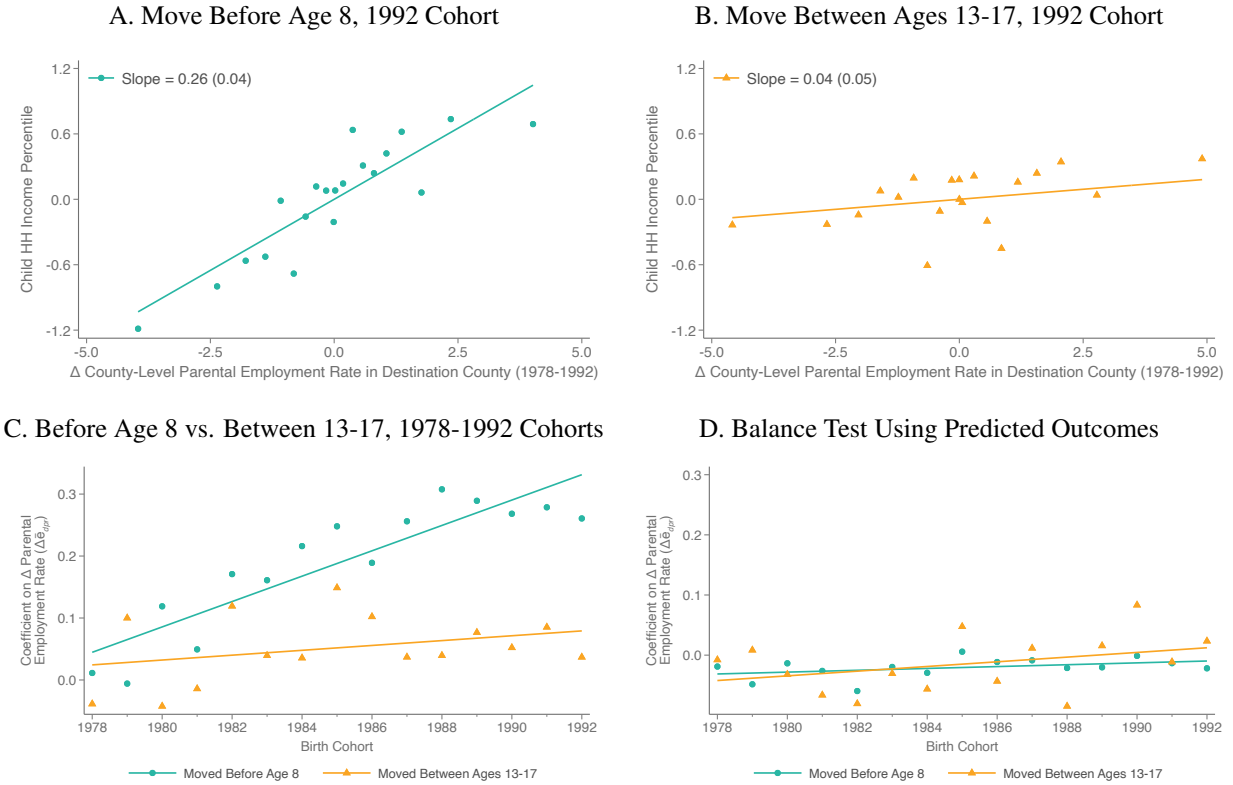 A. Move Before Age 8, 1992 Cohort
Slope = 0.26 (0.04)
Child HH Income Percentile
1.2
0.6
0.0
-0.6
-1.2
-5.0 -2.5 0.0 2.5 5.0
Δ County-Level Parental Employment Rate in Destination County (1978-1992)
B. Move Between Ages 13-17, 1992 Cohort
Slope = 0.04 (0.05)
Child HH Income Percentile
1.2
0.6
0.0
-0.6
-1.2
-5.0 -2.5 0.0 2.5 5.0
Δ County-Level Parental Employment Rate in Destination County (1978-1992)
C. Before Age 8 vs. Between 13-17, 1978-1992 Cohorts
Coefficient on Δ Parental
Employment Rate (Δēdpr)
0.3
0.2
0.1
0.0
1978 1980 1982 1984 1986 1988 1990 1992
Birth Cohort
Moved Before Age 8 Moved Between Ages 13-17
D. Balance Test Using Predicted Outcomes
Coefficient on Δ Parental
Employment Rate (Δēdpr)
0.3
0.2
0.1
0.0
1978 1980 1982 1984 1986 1988 1990 1992
Birth Cohort
Moved Before Age 8 Moved Between Ages 13-17